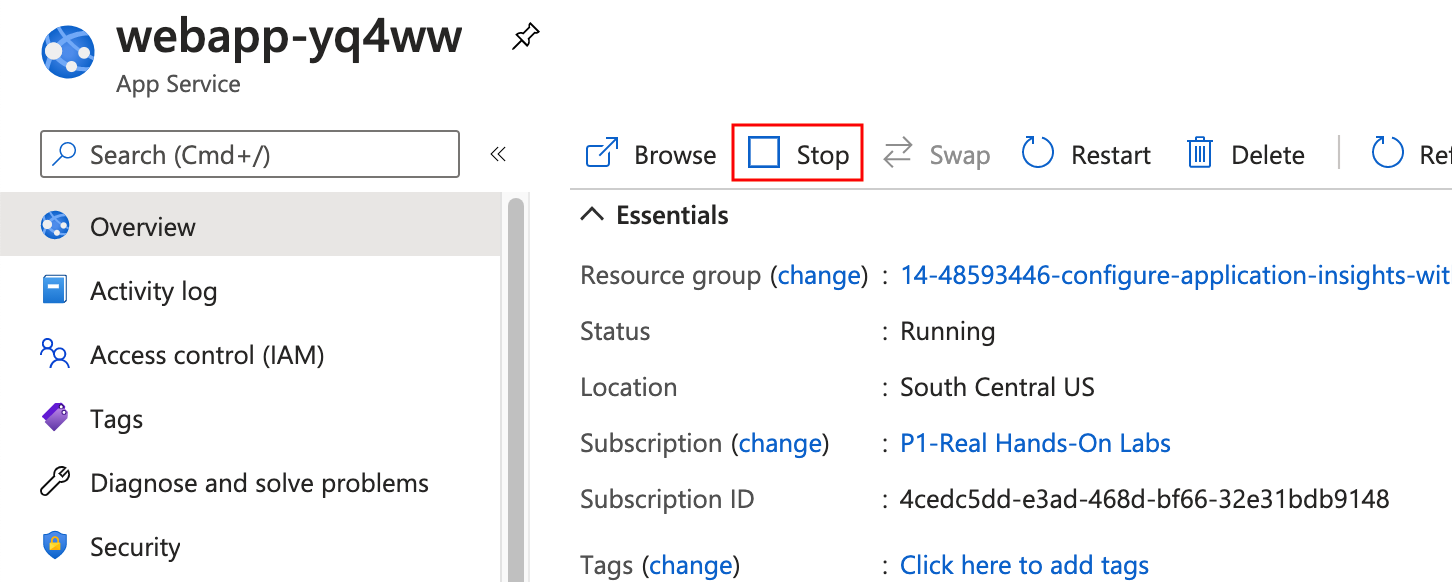 webapp-yq4ww
App Service
Search (Cmd+/)
«
Browse Stop Swap Restart Delete
Overview
Activity log
Access control (IAM)
Tags
Diagnose and solve problems
Security
Essentials
Resource group (change) : 14-48593446-configure-application-insights-wit
Status : Running
Location : South Central US
Subscription (change) : P1-Real Hands-On Labs
Subscription ID : 4cedc5dd-e3ad-468d-bf66-32e31bdb9148
Tags (change) : Click here to add tags